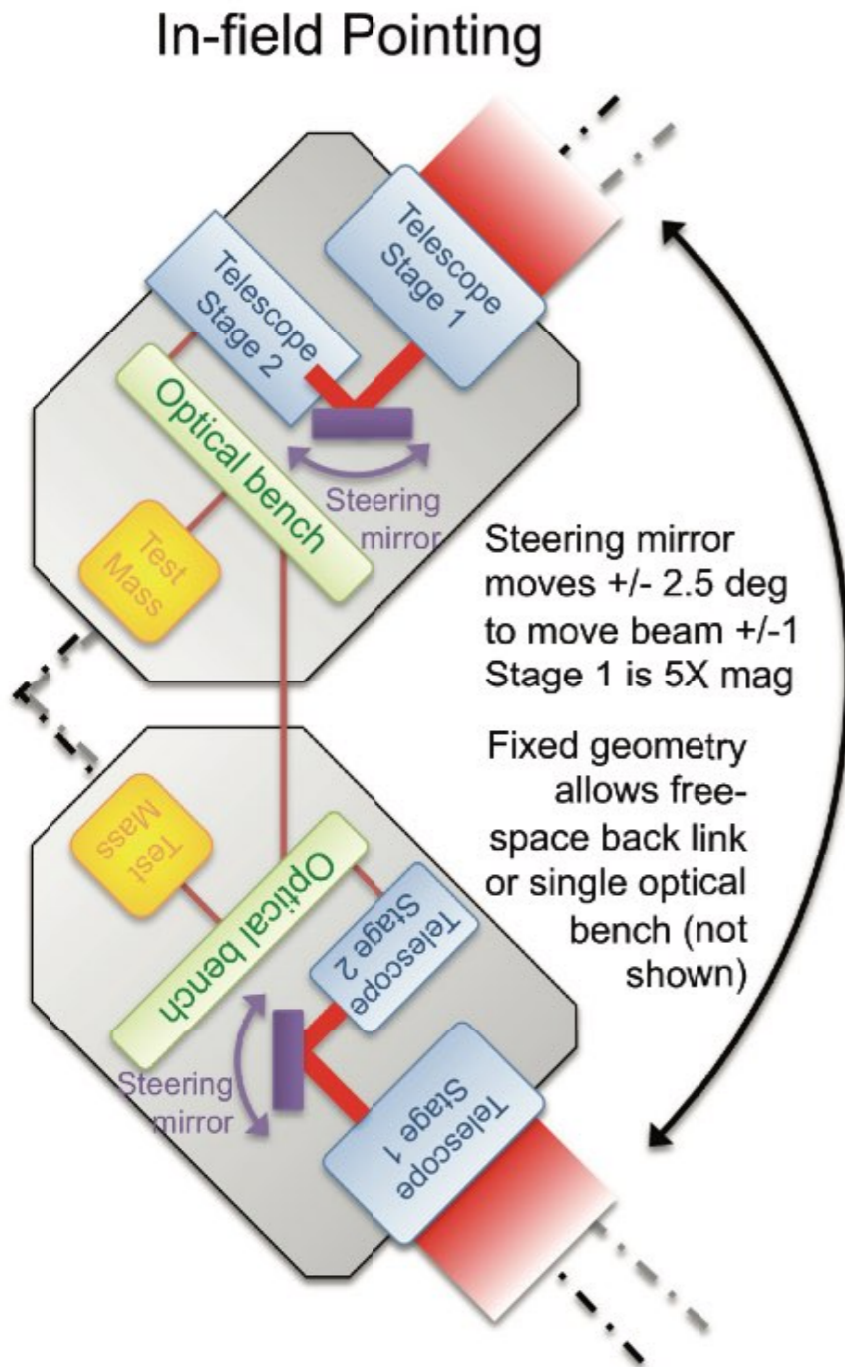 In-field Pointing
Telescope
Stage 1
Telescope
Stage 2
Optical bench
Steering
mirror
Test
Mass
Steering mirror
moves +/- 2.5 deg
to move beam +/-1
Stage 1 is 5X mag
Fixed geometry
allows free-
space back link
or single optical
bench (not
shown)
Test
Mass
Optical bench
Telescope
Stage 2
Steering
mirror
Telescope
Stage 1